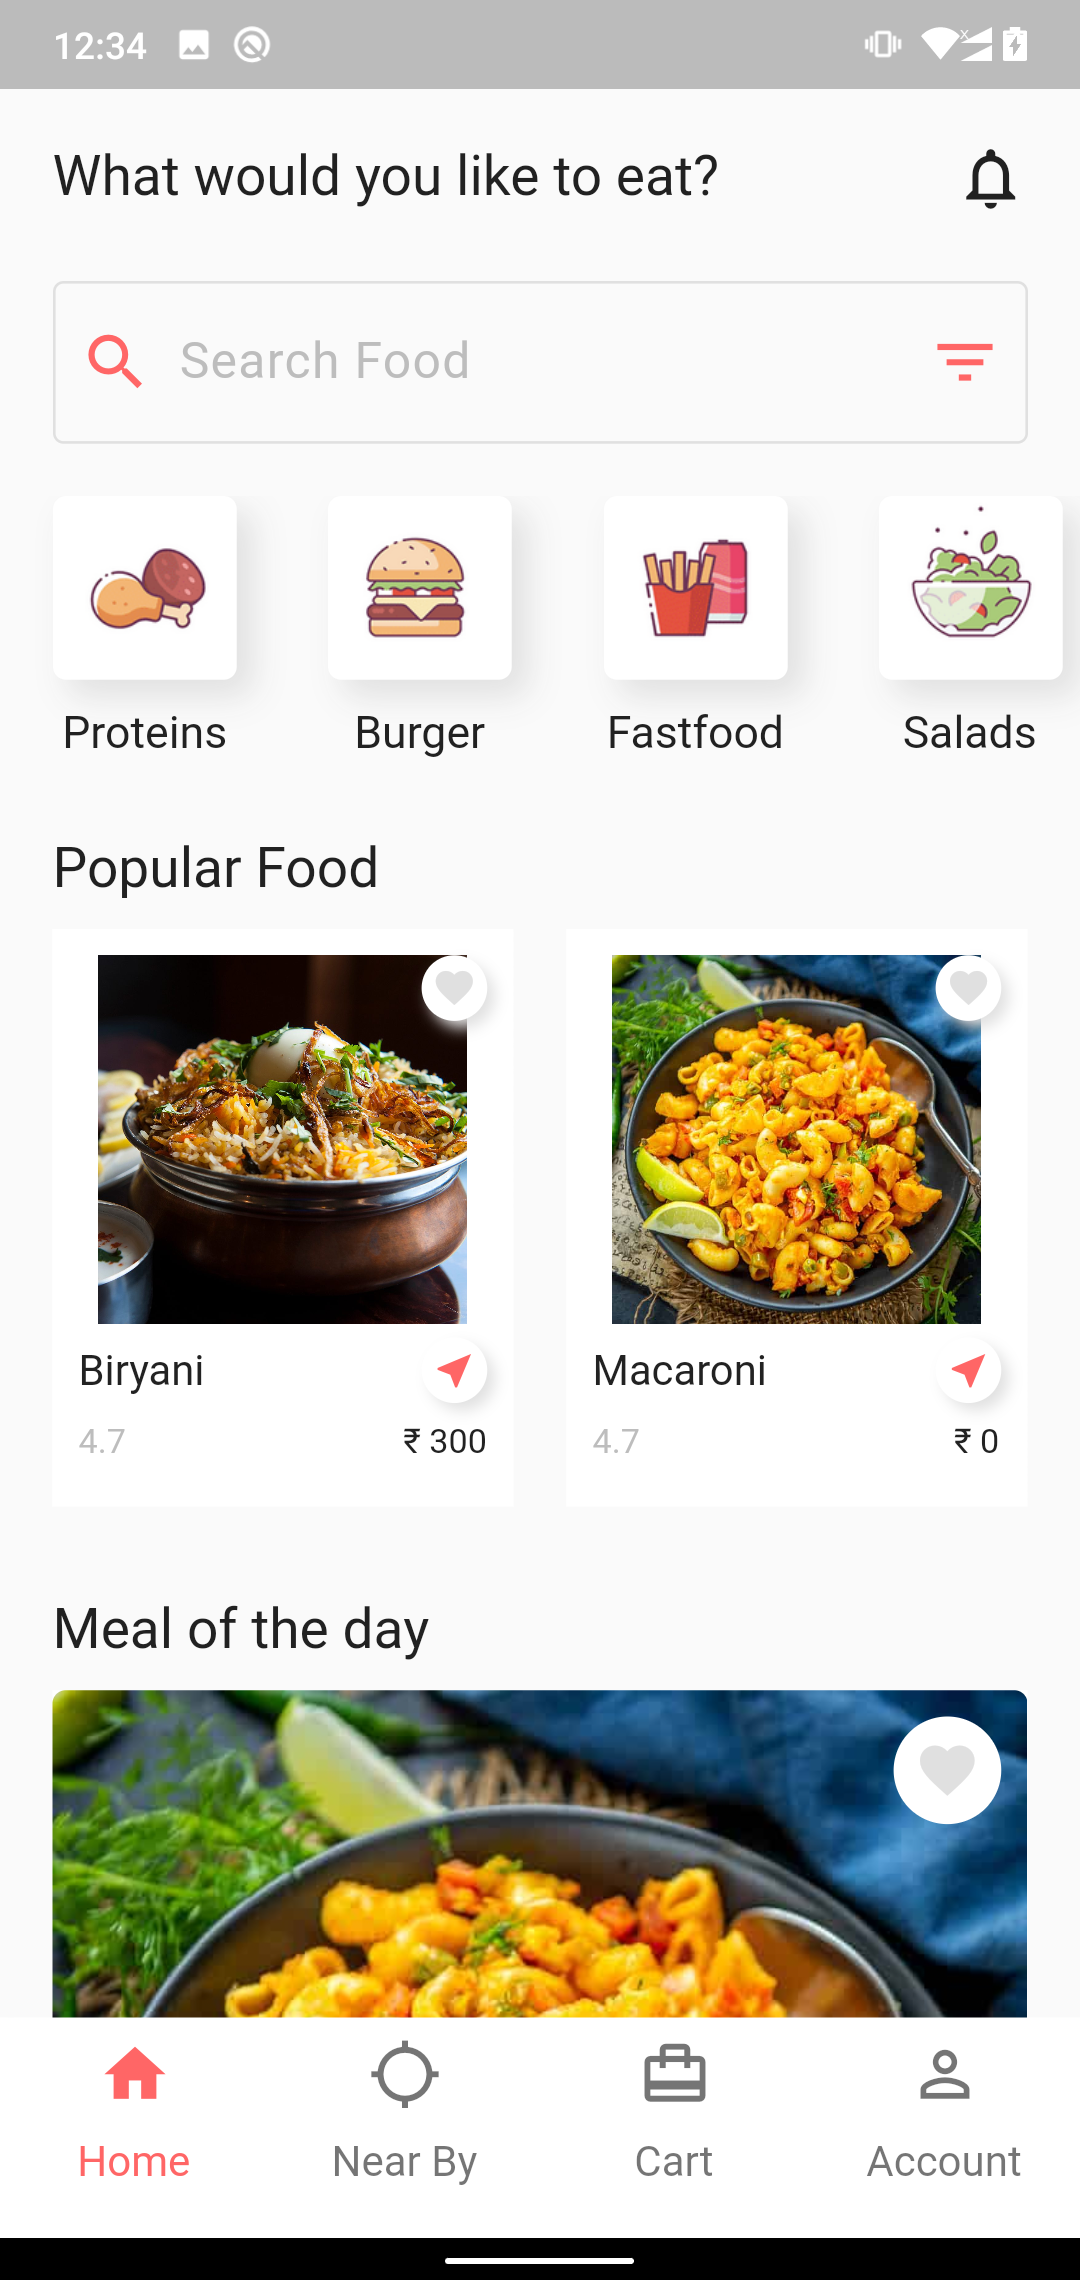 12:34
What would you like to eat?
Search Food
Proteins Burger Fastfood Salads
Popular Food
Biryani
4.7 ₹ 300
Macaroni
4.7 ₹ 0
Meal of the day
Home Near By Cart Account